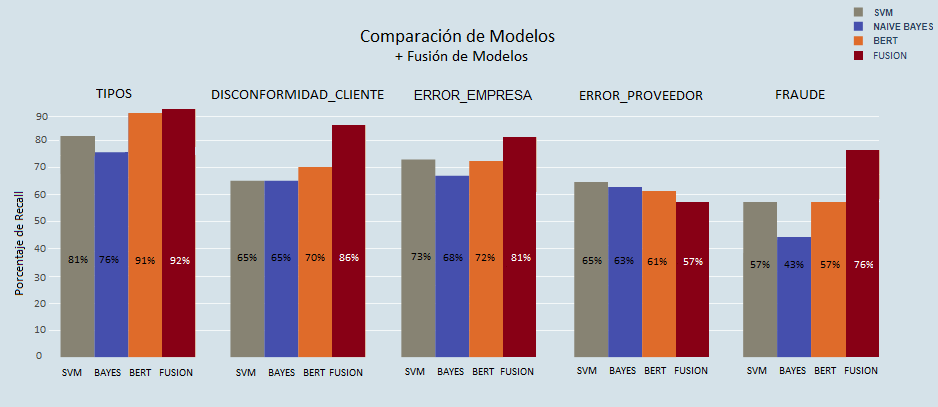 SVM
NAIVE BAYES
BERT
FUSION
Comparación de Modelos
+ Fusión de Modelos
TIPOS
DISCONFORMIDAD_CLIENTE
ERROR_EMPRESA
ERROR_PROVEEDOR
FRAUDE
Porcentaje de Recall
90
80
70
60
50
40
30
20
10
0
81% 76% 91% 92%
65% 65% 70% 86%
73% 68% 72% 81%
65% 63% 61% 57%
57% 43% 57% 76%
SVM BAYES BERT FUSION
SVM BAYES BERT FUSION
SVM BAYES BERT FUSION
SVM BAYES BERT FUSION
SVM BAYES BERT FUSION